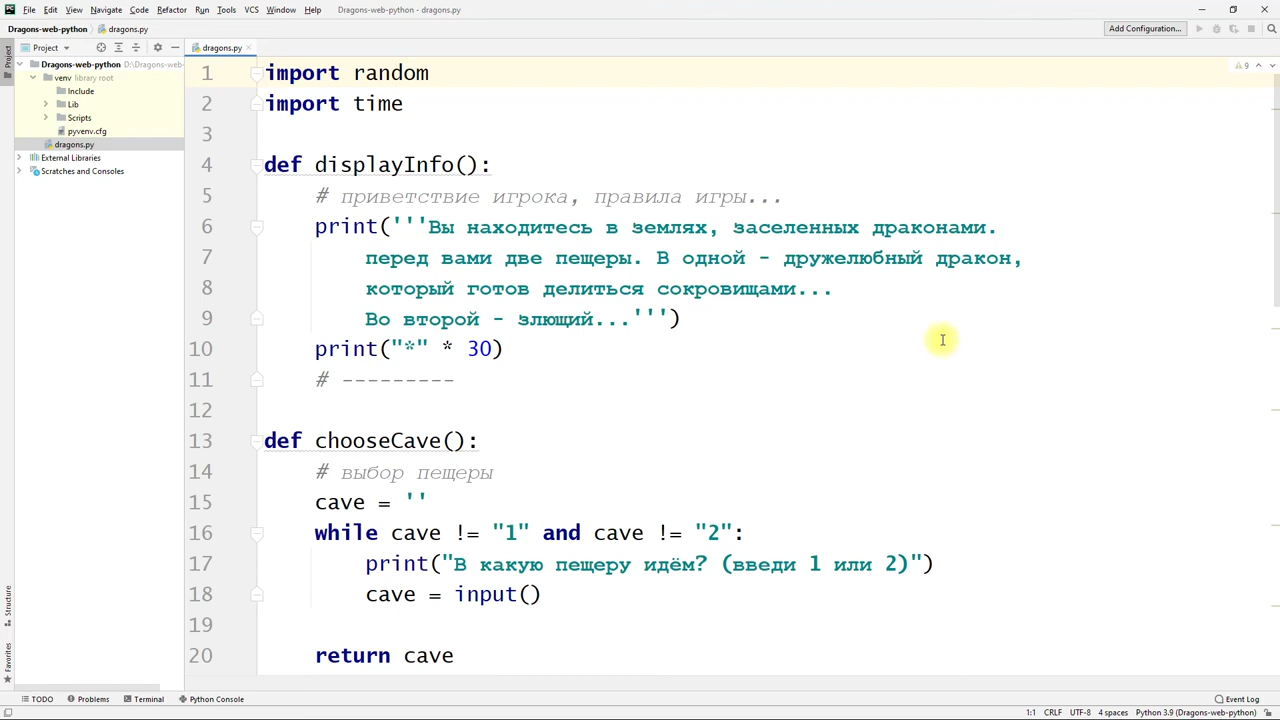 File Edit View Navigate Code Refactor Run Tools VCS Window Help Dragons-web-python - dragons.py
Dragons-web-python dragons.py Add Configuration...
Project dragons.py
Project
Dragons-web-python D:\Dragons-web-
venv library root
Include
Lib
Scripts
pyvenv.cfg
dragons.py
External Libraries
Scratches and Consoles
9
1 import random
2 import time
3
4 def displayInfo():
5 # приветствие игрока, правила игры...
6 print('''Вы находитесь в землях, заселенных драконами.
7 перед вами две пещеры. В одной - дружелюбный дракон,
8 который готов делиться сокровищами...
9 Во второй - злющий...''')
10 print("*" * 30)
11 # ---------
12
13 def chooseCave():
14 # выбор пещеры
15 cave = ''
16 while cave != "1" and cave != "2":
17 print("В какую пещеру идём? (введи 1 или 2)")
18 cave = input()
19
20 return cave
Structure
Favorites
TODO Problems Terminal Python Console Event Log
1:1 CRLF UTF-8 4 spaces Python 3.9 (Dragons-web-python)